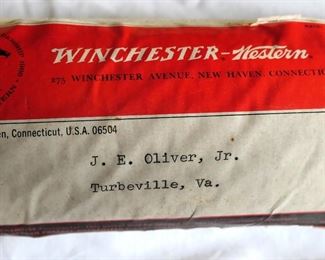 WINCHESTER-Western
275 WINCHESTER AVENUE, NEW HAVEN, CONNECTIC
en, Connecticut, U.S.A. 06504
J. E. Oliver, Jr.
Turbeville, Va.